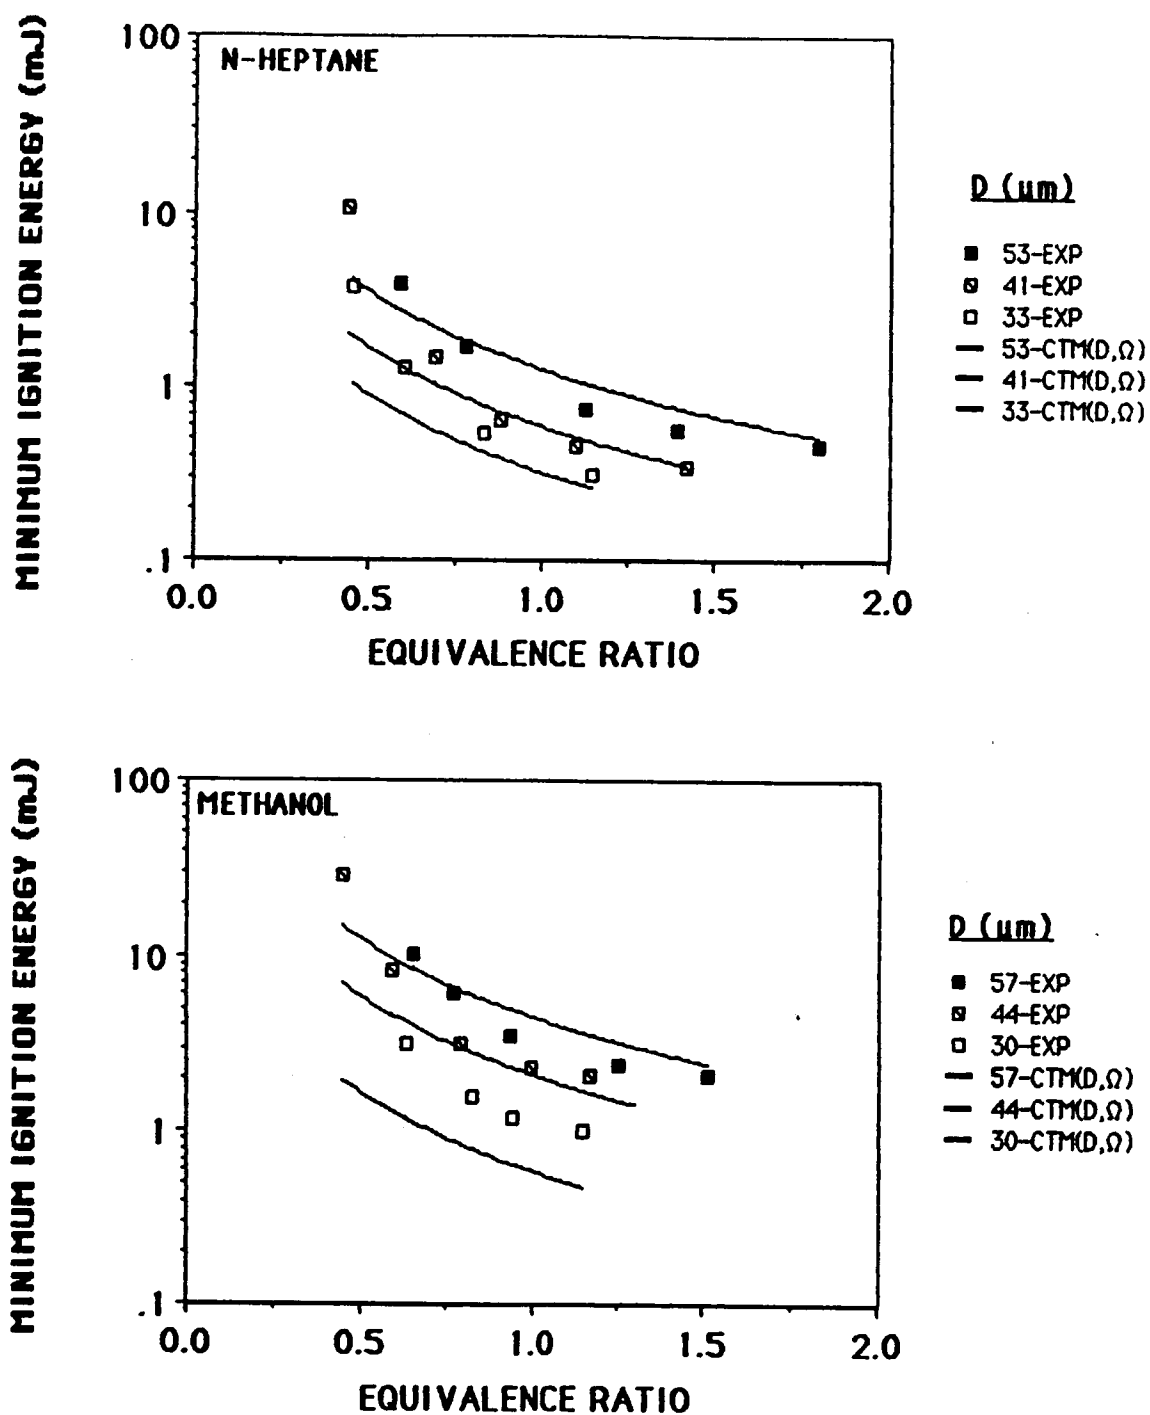 MINIMUM IGNITION ENERGY (mJ)
100
10
1
.1
N-HEPTANE
0.0 0.5 1.0 1.5 2.0
EQUIVALENCE RATIO
D (µm)
53-EXP
41-EXP
33-EXP
53-CTM(D,Ω)
41-CTM(D,Ω)
33-CTM(D,Ω)
MINIMUM IGNITION ENERGY (mJ)
100
10
1
.1
METHANOL
0.0 0.5 1.0 1.5 2.0
EQUIVALENCE RATIO
D (µm)
57-EXP
44-EXP
30-EXP
57-CTM(D,Ω)
44-CTM(D,Ω)
30-CTM(D,Ω)